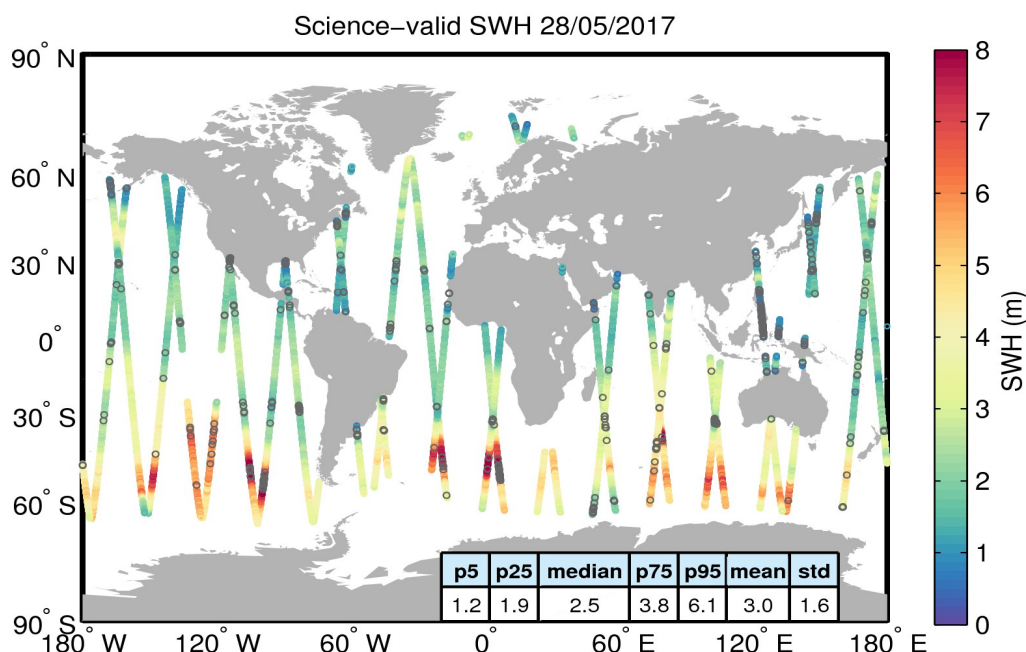 Science−valid SWH 28/05/2017
90° N
60° N
30° N
0°
30° S
60° S
90° S
180° W
120° W
60° W
0°
60° E
120° E
180° E
p5 p25 median p75 p95 mean std
1.2 1.9 2.5 3.8 6.1 3.0 1.6
8
7
6
5
4
3
2
1
0
SWH (m)